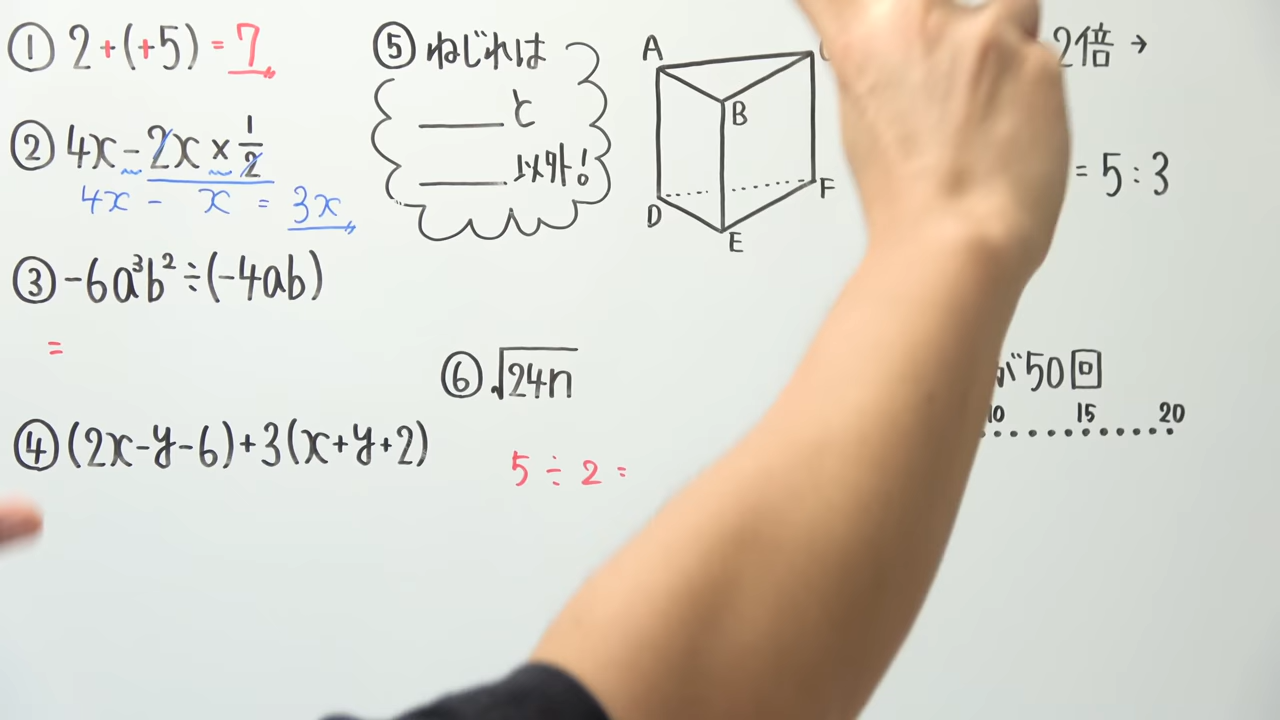 ① 2+(+5) = 7
② 4x - 2x × 1/2
4x - x = 3x
③ -6a³b² ÷ (-4ab)
=
④ (2x-y-6)+3(x+y+2)
⑤ ねじれは
____と
____以外!
A
B
D
E
F
⑥ √24n
5 ÷ 2 =
2倍 →
= 5:3
が50回
10 15 20